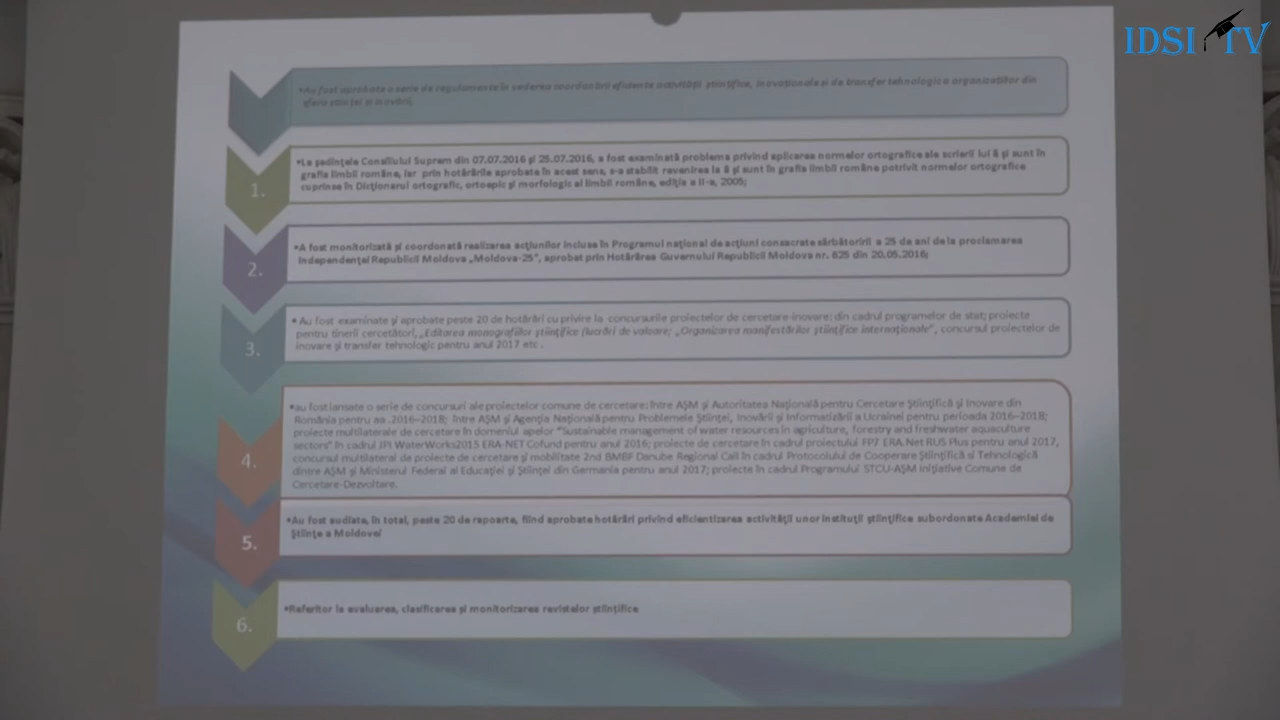 IDSI TV
•Au fost aprobate o serie de regulamente în vederea coordonării eficiente activității științifice, inovaționale și de transfer tehnologic a organizațiilor din
sfera științei și inovării,
1.
•La ședințele Consiliului Suprem din 07.07.2016 și 25.07.2016, a fost examinată problema privind aplicarea normelor ortografice ale scrierii lui â și sunt în
grafia limbii române, iar prin hotărârile aprobate în acest sens, s-a stabilit revenirea la â și sunt în grafia limbii române potrivit normelor ortografice
cuprinse în Dicționarul ortografic, ortoepic și morfologic al limbii române, ediția a II-a, 2005;
2.
•A fost monitorizată și coordonată realizarea acțiunilor incluse în Programul național de acțiuni consacrate sărbătoririi a 25 de ani de la proclamarea
Independenței Republicii Moldova „Moldova-25”, aprobat prin Hotărârea Guvernului Republicii Moldova nr. 625 din 20.05.2016;
3.
• Au fost examinate și aprobate peste 20 de hotărâri cu privire la concursurile proiectelor de cercetare-inovare: din cadrul programelor de stat; proiecte
pentru tinerii cercetători, „Editarea monografiilor științifice (lucrări de valoare; „Organizarea manifestărilor științifice internaționale”, concursul proiectelor de
inovare și transfer tehnologic pentru anul 2017 etc .
4.
•au fost lansate o serie de concursuri ale proiectelor comune de cercetare: între AȘM și Autoritatea Națională pentru Cercetare Științifică și Inovare din
România pentru aa .2016–2018; între AȘM și Agenția Națională pentru Problemele Științei, Inovării și Informatizării a Ucrainei pentru perioada 2016–2018;
proiecte multilaterale de cercetare în domeniul apelor "Sustainable management of water resources in agriculture, forestry and freshwater aquaculture
sectors" în cadrul JPI WaterWorks2015 ERA-NET Cofund pentru anul 2016; proiecte de cercetare în cadrul proiectului FP7 ERA.Net RUS Plus pentru anul 2017,
concursul multilateral de proiecte de cercetare și mobilitate 2nd BMBF Danube Regional Call în cadrul Protocolului de Cooperare Științifică si Tehnologică
dintre AȘM și Ministerul Federal al Educației și Științei din Germania pentru anul 2017; proiecte în cadrul Programului STCU-AȘM Inițiative Comune de
Cercetare-Dezvoltare.
5.
•Au fost audiate, în total, peste 20 de rapoarte, fiind aprobate hotărâri privind eficientizarea activității unor instituții științifice subordonate Academiei de
Științe a Moldovei
6.
•Referitor la evaluarea, clasificarea și monitorizarea revistelor științifice